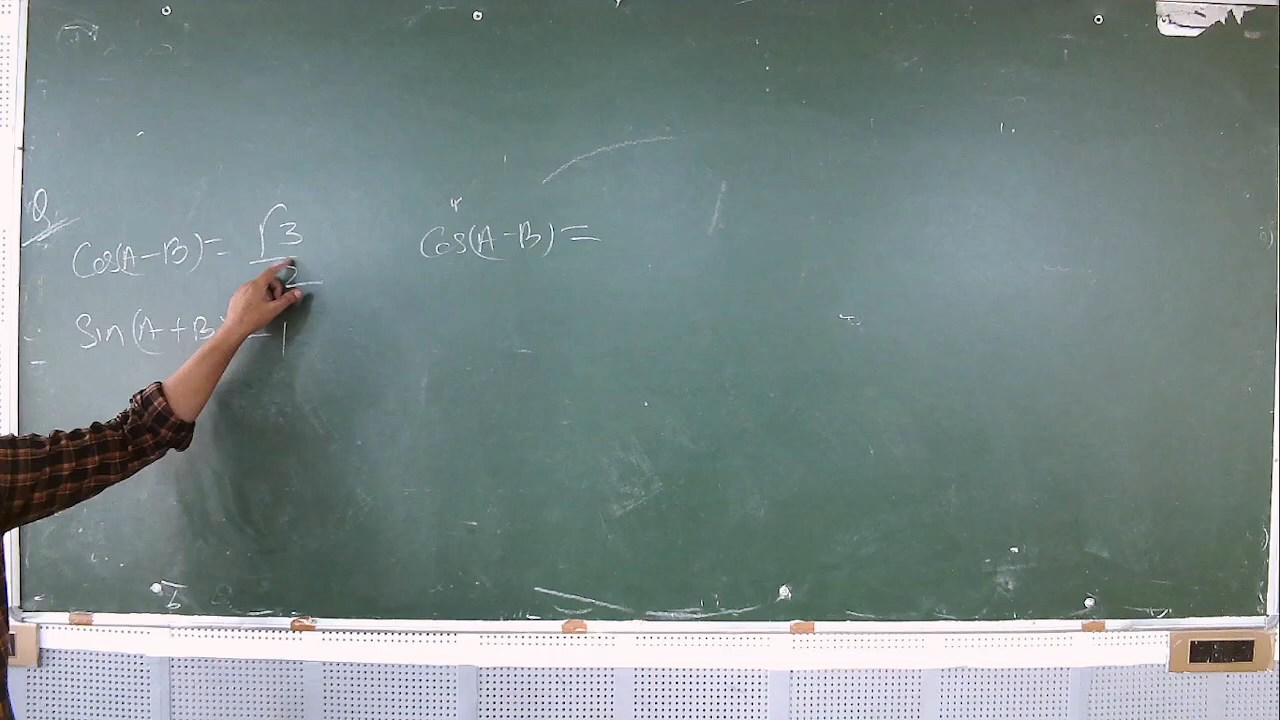 Q
Cos(A-B) = √3/2
Sin(A+B) = 1
Cos(A-B) =